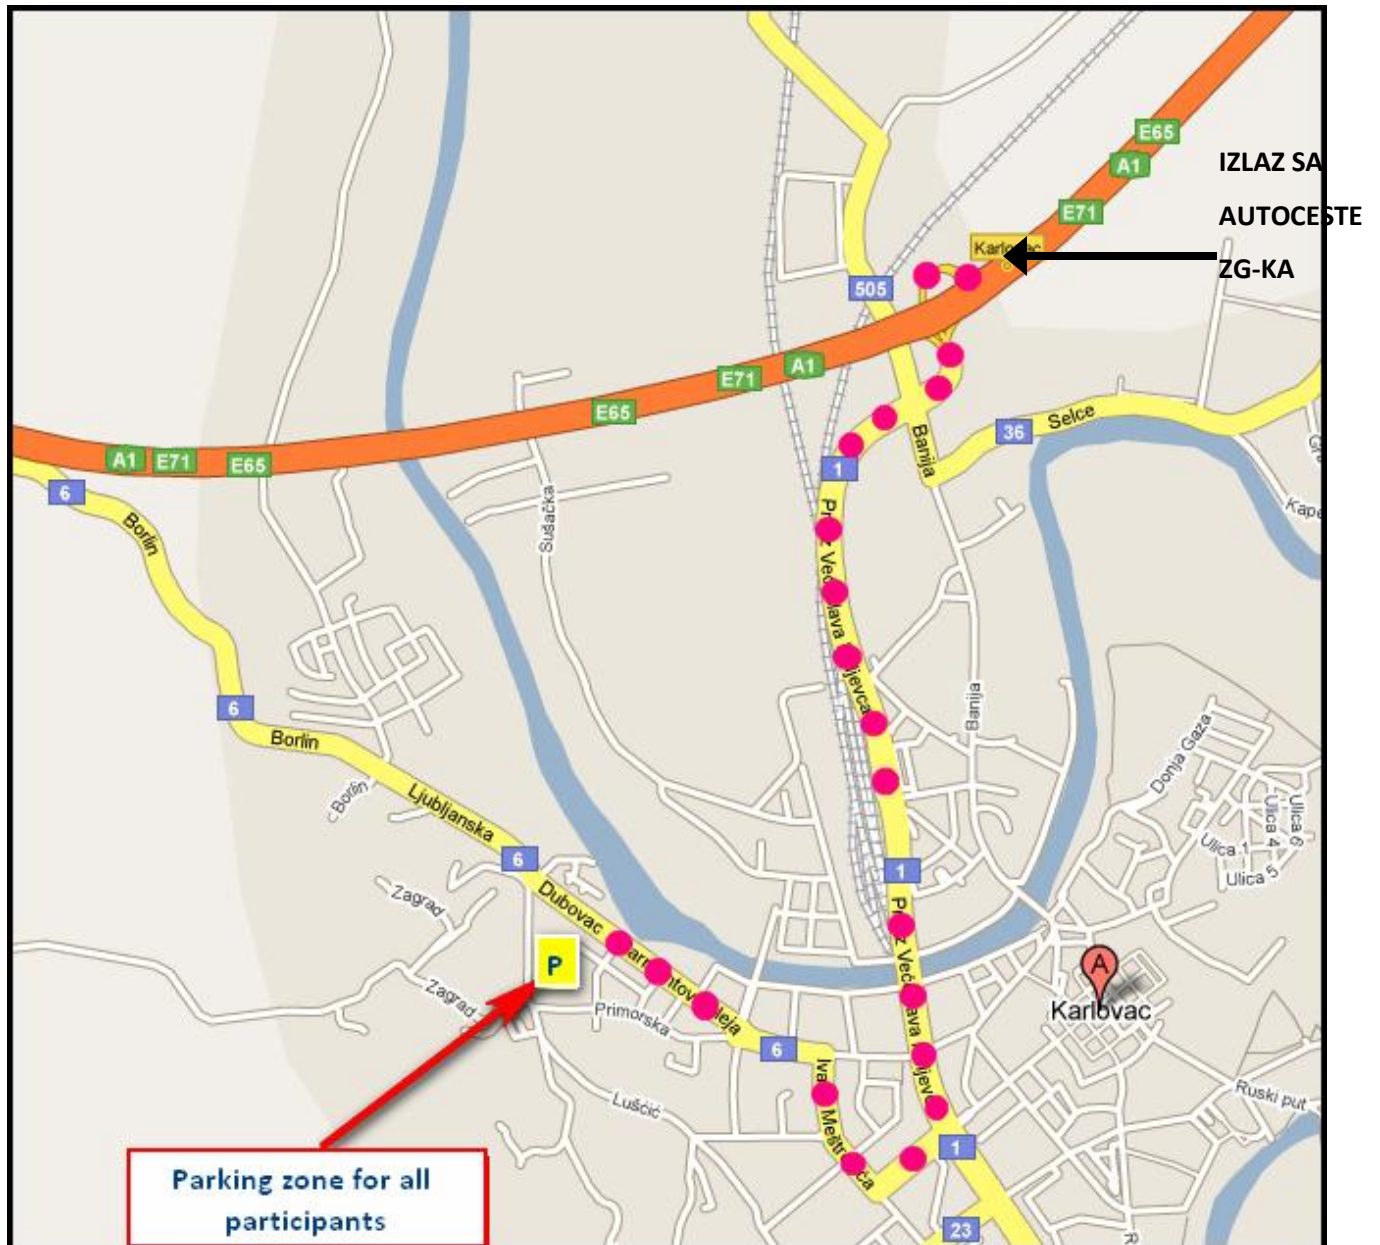 E65
A1
E71
IZLAZ SA
AUTOCESTE
ZG-KA
505
E71
A1
E65
A1
E71
E65
6
Borlin
36
Selce
Banija
1
Sušačka
6
Borlin
Borlin
Ljubljanska
6
Dubovac
Zagrad
Zagrad
P
Primorska
6
Lušćić
Banija
Donja Gaza
Ulica 6
Ulica 4
Ulica 1
Ulica 5
1
A
Karlovac
Ruski put
1
23
Parking zone for all
participants